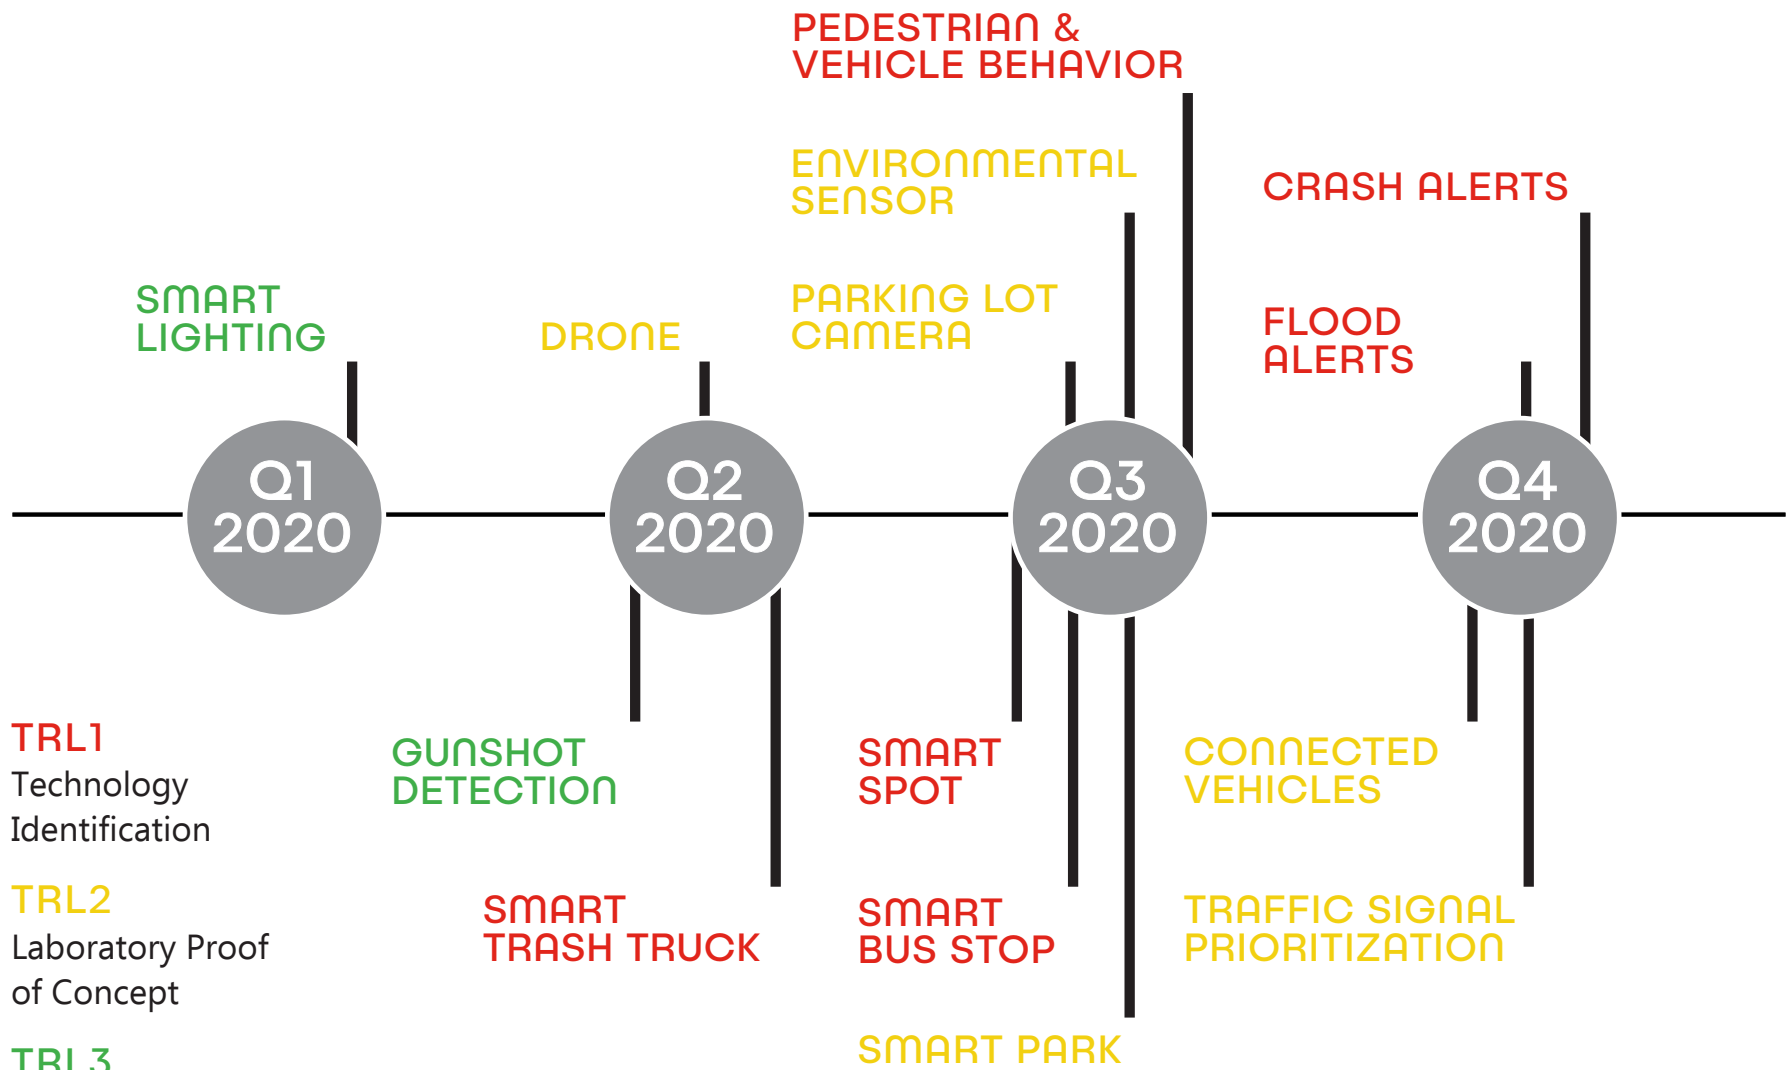 PEDESTRIAN &
VEHICLE BEHAVIOR
ENVIRONMENTAL
SENSOR
CRASH ALERTS
SMART
LIGHTING
DRONE
PARKING LOT
CAMERA
FLOOD
ALERTS
Q1
2020
Q2
2020
Q3
2020
Q4
2020
TRL1
Technology
Identification
TRL2
Laboratory Proof
of Concept
TRL3
GUNSHOT
DETECTION
SMART
TRASH TRUCK
SMART
SPOT
SMART
BUS STOP
SMART PARK
CONNECTED
VEHICLES
TRAFFIC SIGNAL
PRIORITIZATION